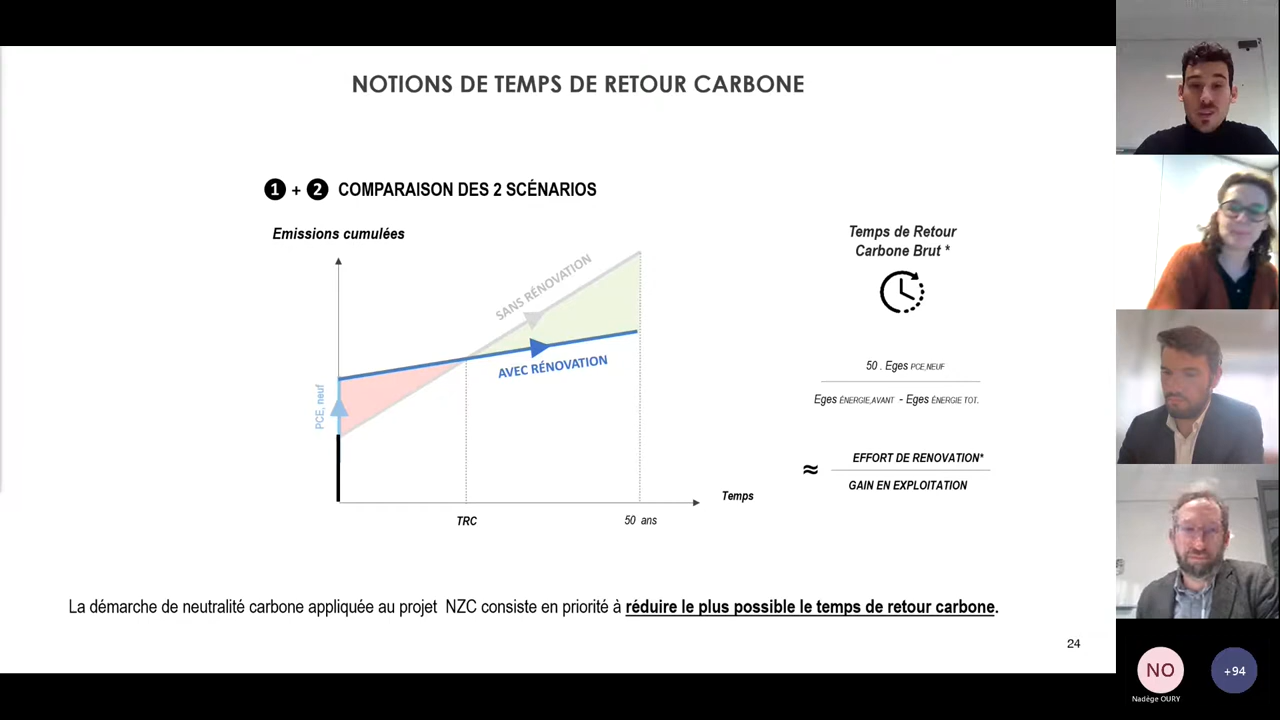 NOTIONS DE TEMPS DE RETOUR CARBONE
1 + 2 COMPARAISON DES 2 SCÉNARIOS
Emissions cumulées
SANS RÉNOVATION
AVEC RÉNOVATION
PCE, neuf
Temps
TRC
50 ans
Temps de Retour
Carbone Brut *
50 . Eges PCE,NEUF
Eges ÉNERGIE,AVANT - Eges ÉNERGIE TOT.
≈
EFFORT DE RENOVATION*
GAIN EN EXPLOITATION
La démarche de neutralité carbone appliquée au projet NZC consiste en priorité à réduire le plus possible le temps de retour carbone.
24
NO
Nadège OURY
+94